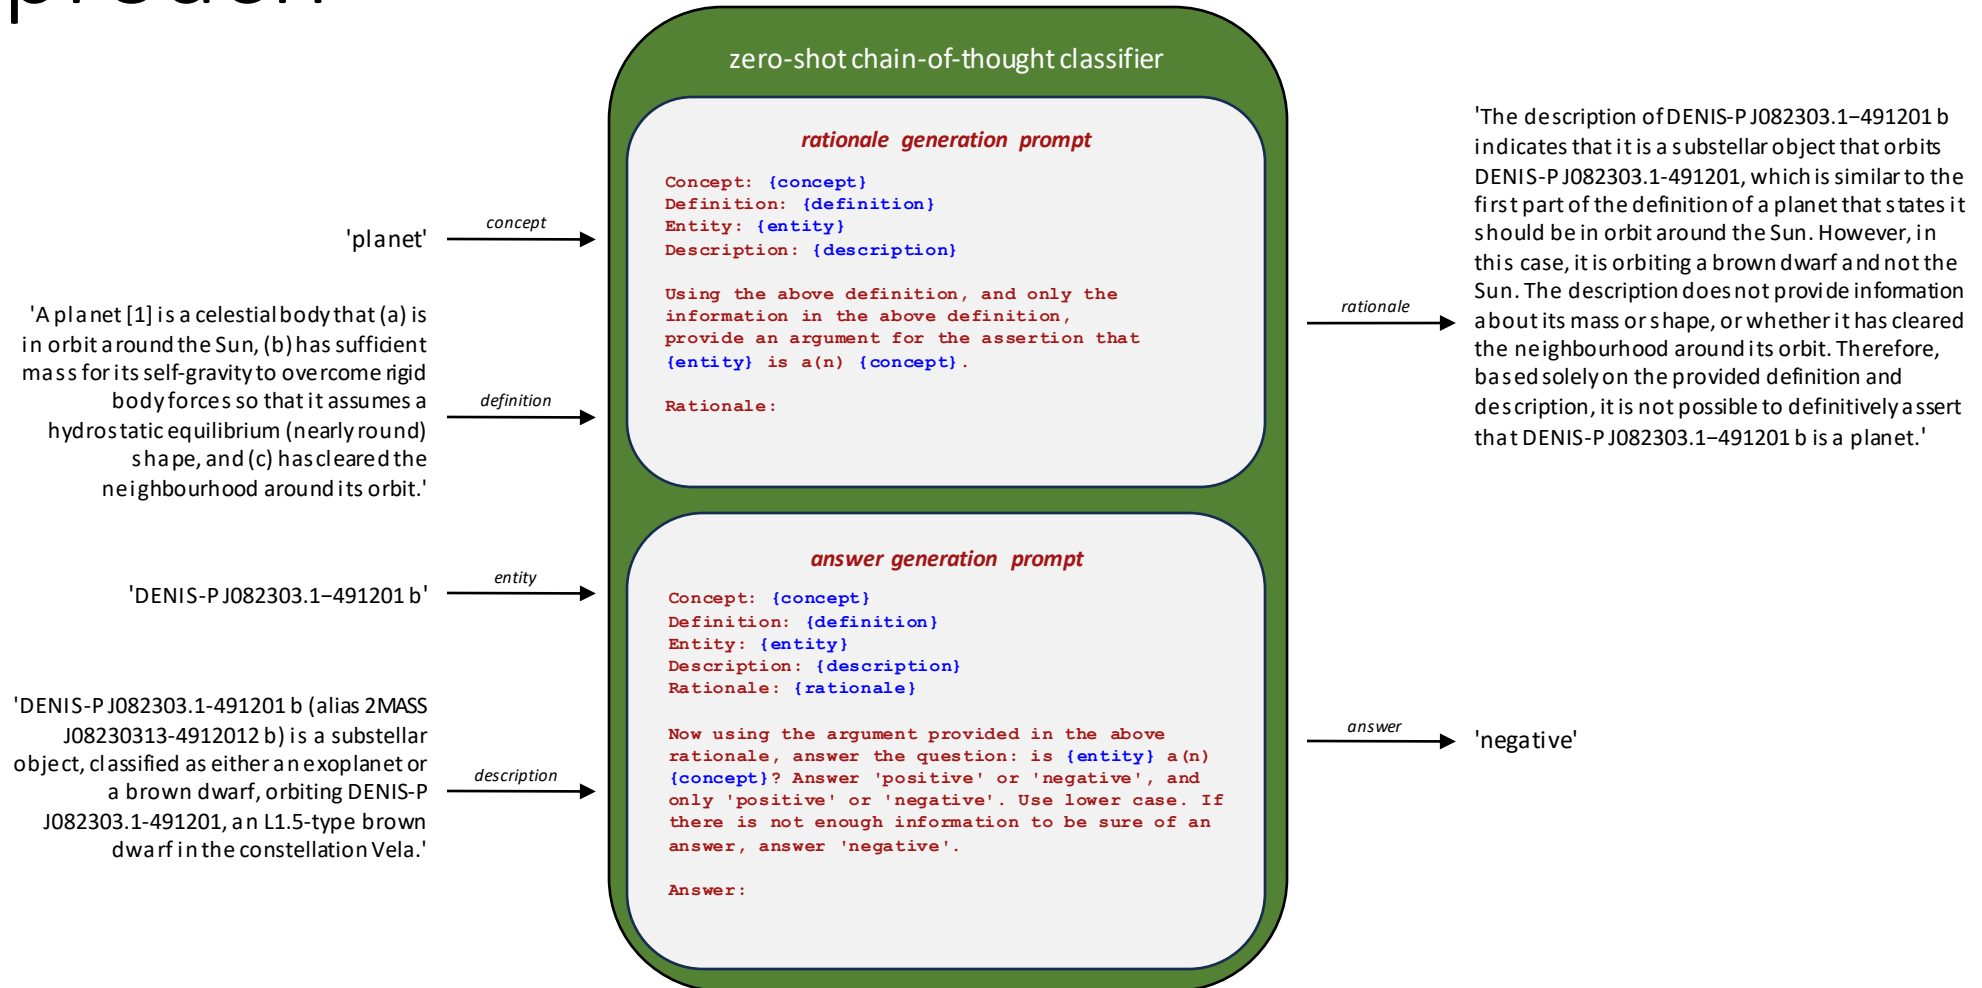 zero-shot chain-of-thought classifier
'planet'
concept
'A planet [1] is a celestial body that (a) is
in orbit around the Sun, (b) has sufficient
mass for its self-gravity to overcome rigid
body forces so that it assumes a
hydrostatic equilibrium (nearly round)
shape, and (c) has cleared the
neighbourhood around its orbit.'
definition
'DENIS-P J082303.1−491201 b'
entity
'DENIS-P J082303.1-491201 b (alias 2MASS
J08230313-4912012 b) is a substellar
object, classified as either an exoplanet or
a brown dwarf, orbiting DENIS-P
J082303.1-491201, an L1.5-type brown
dwarf in the constellation Vela.'
description
rationale generation prompt
Concept: {concept}
Definition: {definition}
Entity: {entity}
Description: {description}
Using the above definition, and only the
information in the above definition,
provide an argument for the assertion that
{entity} is a(n) {concept}.
Rationale:
answer generation prompt
Concept: {concept}
Definition: {definition}
Entity: {entity}
Description: {description}
Rationale: {rationale}
Now using the argument provided in the above
rationale, answer the question: is {entity} a(n)
{concept}? Answer 'positive' or 'negative', and
only 'positive' or 'negative'. Use lower case. If
there is not enough information to be sure of an
answer, answer 'negative'.
Answer:
rationale
'The description of DENIS-P J082303.1−491201 b
indicates that it is a substellar object that orbits
DENIS-P J082303.1-491201, which is similar to the
first part of the definition of a planet that states it
should be in orbit around the Sun. However, in
this case, it is orbiting a brown dwarf and not the
Sun. The description does not provide information
about its mass or shape, or whether it has cleared
the neighbourhood around its orbit. Therefore,
based solely on the provided definition and
description, it is not possible to definitively assert
that DENIS-P J082303.1−491201 b is a planet.'
answer
'negative'